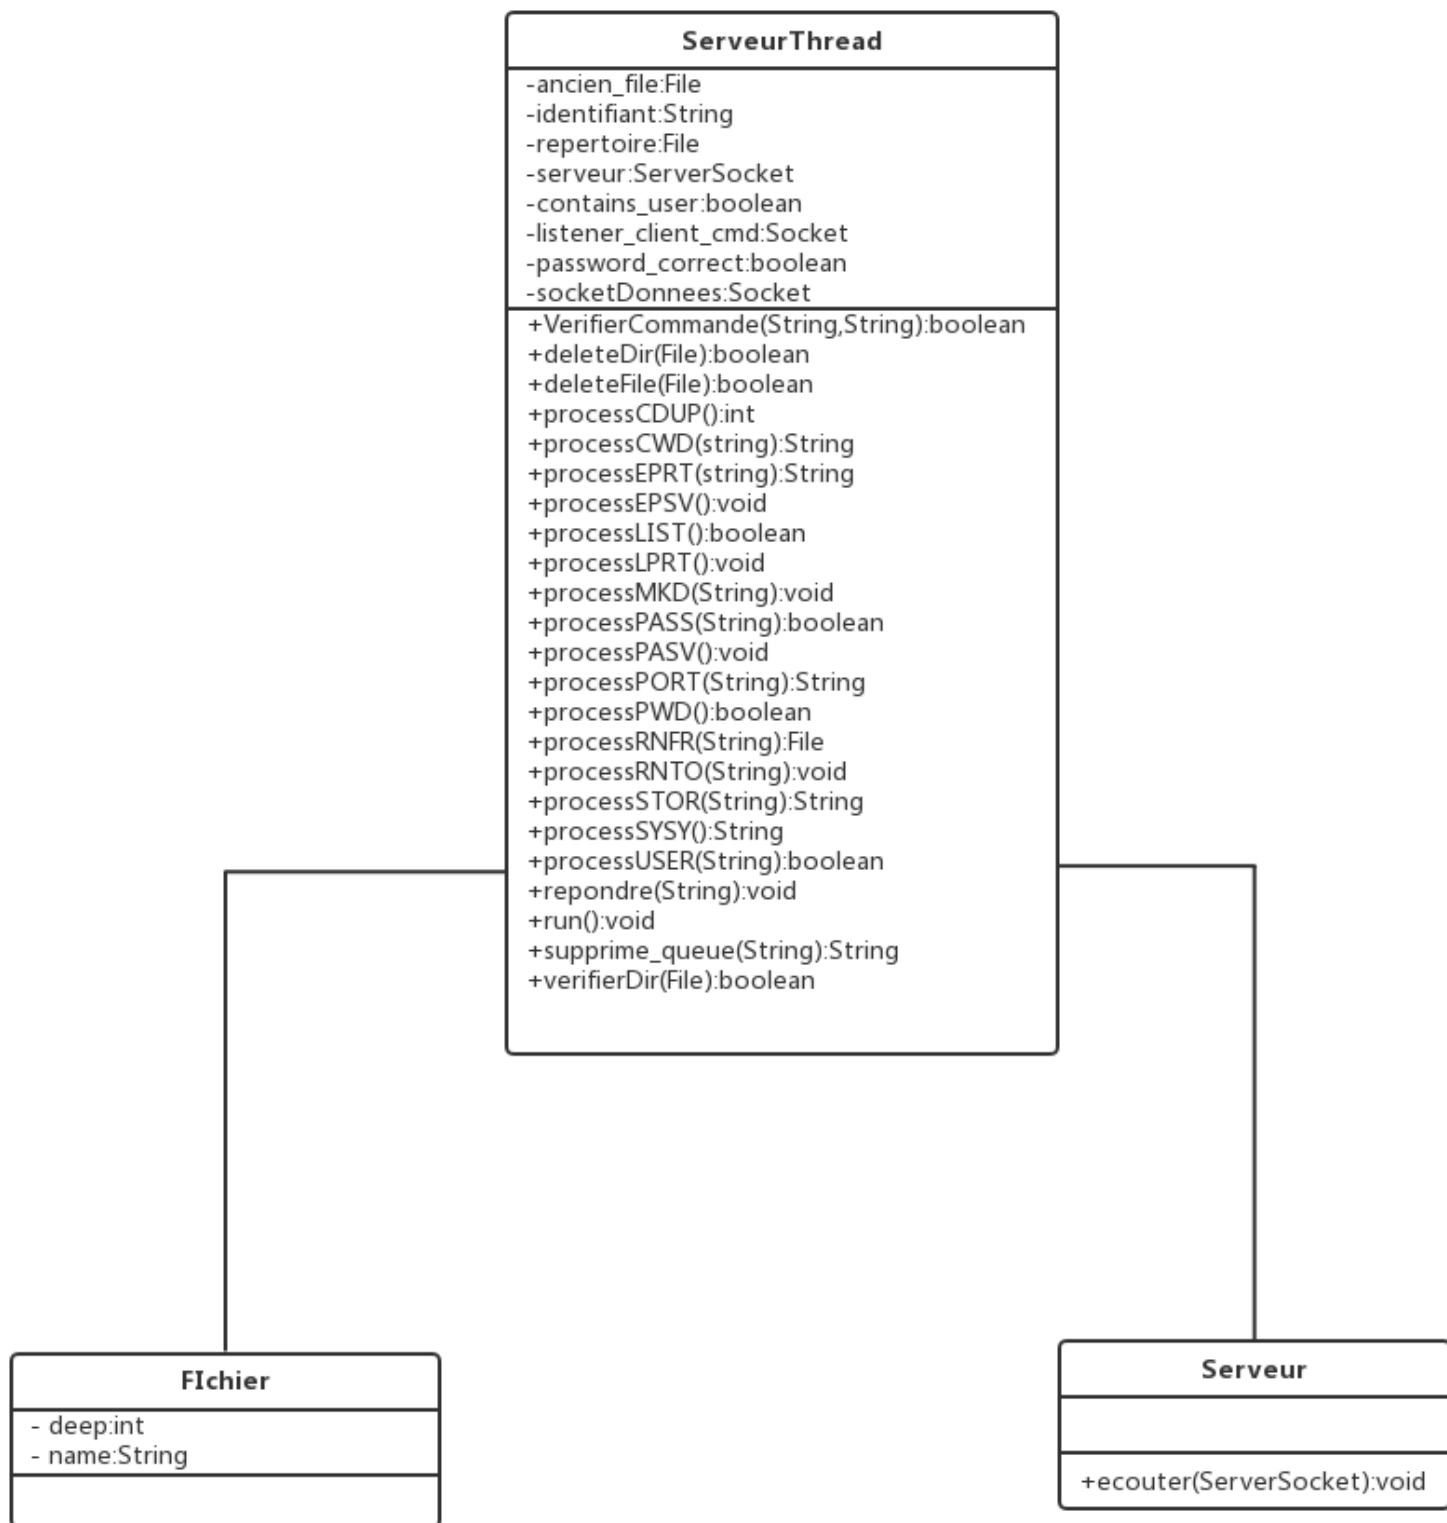 ServeurThread
-ancien_file:File
-identifiant:String
-repertoire:File
-serveur:ServerSocket
-contains_user:boolean
-listener_client_cmd:Socket
-password_correct:boolean
-socketDonnees:Socket
+VerifierCommande(String,String):boolean
+deleteDir(File):boolean
+deleteFile(File):boolean
+processCDUP():int
+processCWD(string):String
+processEPRT(string):String
+processEPSV():void
+processLIST():boolean
+processLPRT():void
+processMKD(String):void
+processPASS(String):boolean
+processPASV():void
+processPORT(String):String
+processPWD():boolean
+processRNFR(String):File
+processRNTO(String):void
+processSTOR(String):String
+processSYSY():String
+processUSER(String):boolean
+repondre(String):void
+run():void
+supprime_queue(String):String
+verifierDir(File):boolean
FIchier
- deep:int
- name:String
Serveur
+ecouter(ServerSocket):void